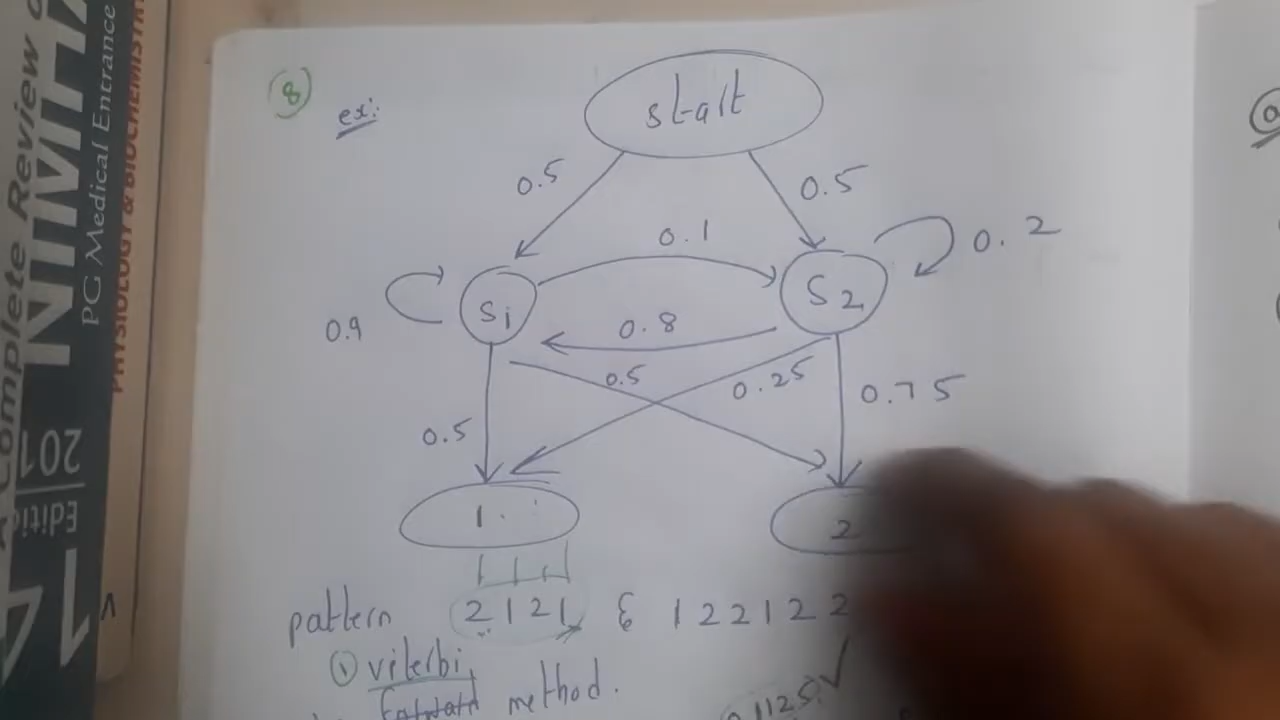 8
ex:
start
0.5 0.5
0.1
0.2
S1 S2
0.9
0.8
0.5 0.25 0.75
0.5
1 2
pattern 2121 & 122122
① viterbi
Forward method.
PG Medical Entrance
PHYSIOLOGY & BIOCHEMISTRY
Complete Review
201
Editio